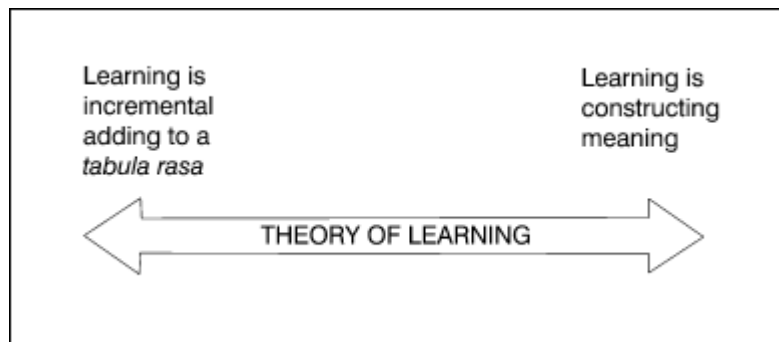 Learning is
incremental
adding to a
tabula rasa
Learning is
constructing
meaning
THEORY OF LEARNING